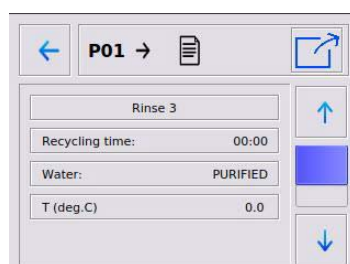 P01 →
Rinse 3
Recycling time: 00:00
Water: PURIFIED
T (deg.C) 0.0